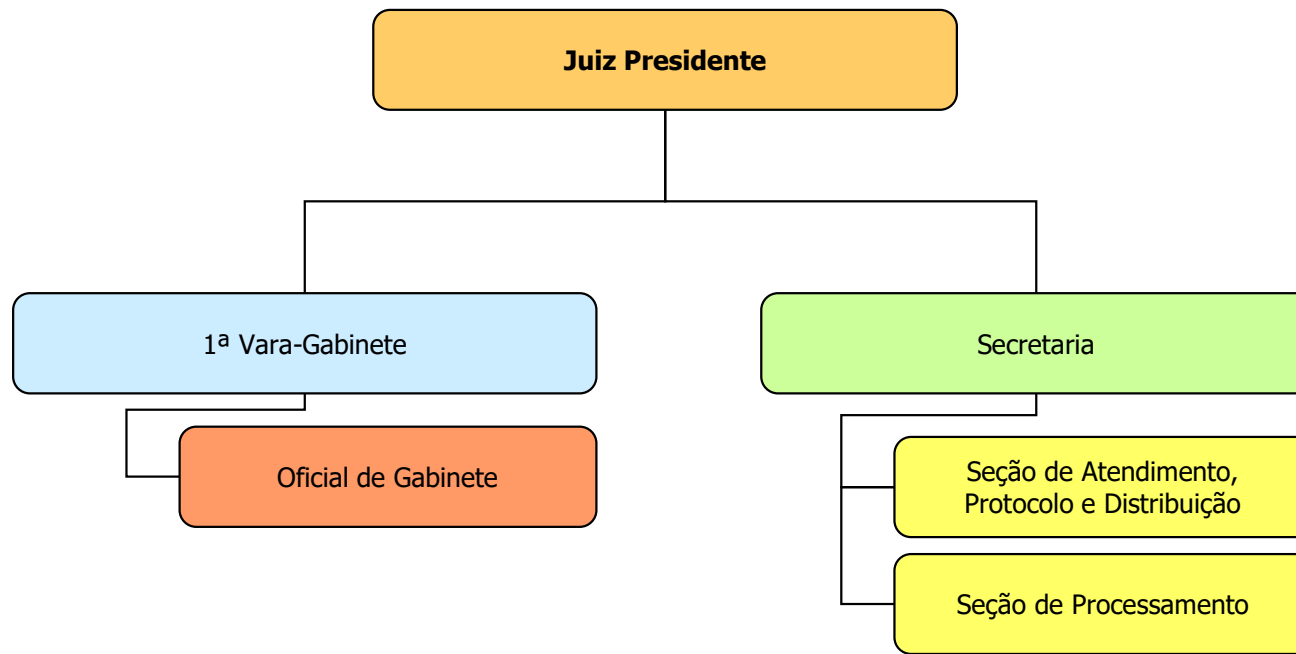 Juiz Presidente
1ª Vara-Gabinete
Secretaria
Oficial de Gabinete
Seção de Atendimento,
Protocolo e Distribuição
Seção de Processamento